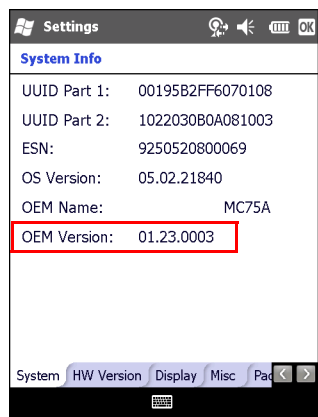 Settings
OK
System Info
UUID Part 1: 00195B2FF6070108
UUID Part 2: 1022030B0A081003
ESN: 9250520800069
OS Version: 05.02.21840
OEM Name: MC75A
OEM Version: 01.23.0003
System HW Version Display Misc Pac